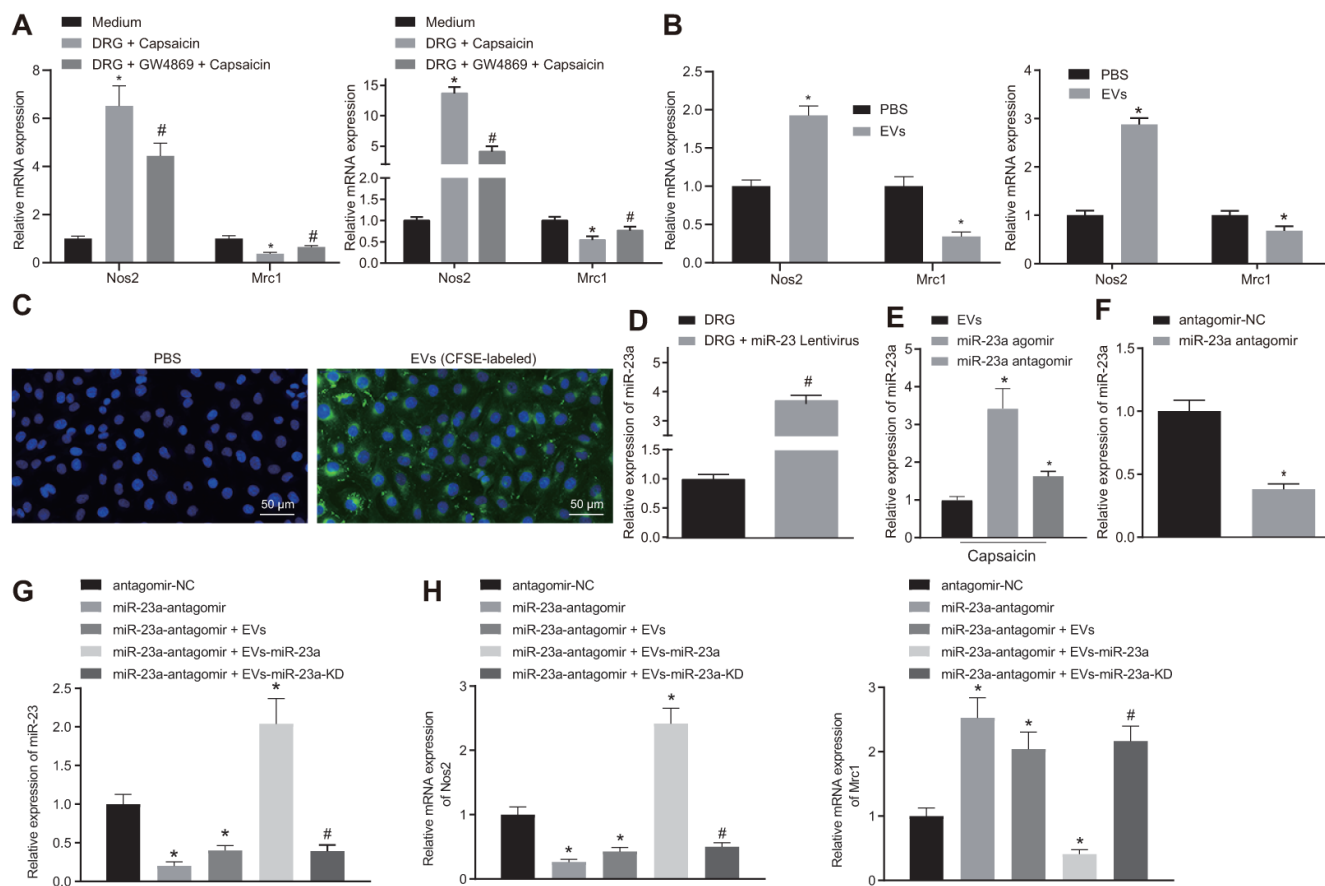 A
Medium
DRG + Capsaicin
DRG + GW4869 + Capsaicin
Relative mRNA expression
8
6
4
2
0
*
#
*
#
Nos2
Mrc1
Medium
DRG + Capsaicin
DRG + GW4869 + Capsaicin
Relative mRNA expression
15
10
5
1.5
1.0
0.5
0.0
*
#
*
#
Nos2
Mrc1
B
PBS
EVs
Relative mRNA expression
2.5
2.0
1.5
1.0
0.5
0.0
*
*
Nos2
Mrc1
PBS
EVs
Relative mRNA expression
4
3
2
1
0
*
*
Nos2
Mrc1
C
PBS
EVs (CFSE-labeled)
50 μm
50 μm
D
DRG
DRG + miR-23 Lentivirus
Relative expression of miR-23a
5
4
3
2
1.5
1.0
0.5
0.0
#
E
EVs
miR-23a agomir
miR-23a antagomir
Relative expression of miR-23a
5
4
3
2
1
0
*
*
Capsaicin
F
antagomir-NC
miR-23a antagomir
Relative expression of miR-23a
1.5
1.0
0.5
0.0
*
G
antagomir-NC
miR-23a-antagomir
miR-23a-antagomir + EVs
miR-23a-antagomir + EVs-miR-23a
miR-23a-antagomir + EVs-miR-23a-KD
Relative expression of miR-23
2.5
2.0
1.5
1.0
0.5
0.0
*
*
*
#
H
antagomir-NC
miR-23a-antagomir
miR-23a-antagomir + EVs
miR-23a-antagomir + EVs-miR-23a
miR-23a-antagomir + EVs-miR-23a-KD
Relative mRNA expression
of Nos2
3
2
1
0
*
*
*
#
antagomir-NC
miR-23a-antagomir
miR-23a-antagomir + EVs
miR-23a-antagomir + EVs-miR-23a
miR-23a-antagomir + EVs-miR-23a-KD
Relative mRNA expression
of Mrc1
3
2
1
0
*
*
*
#